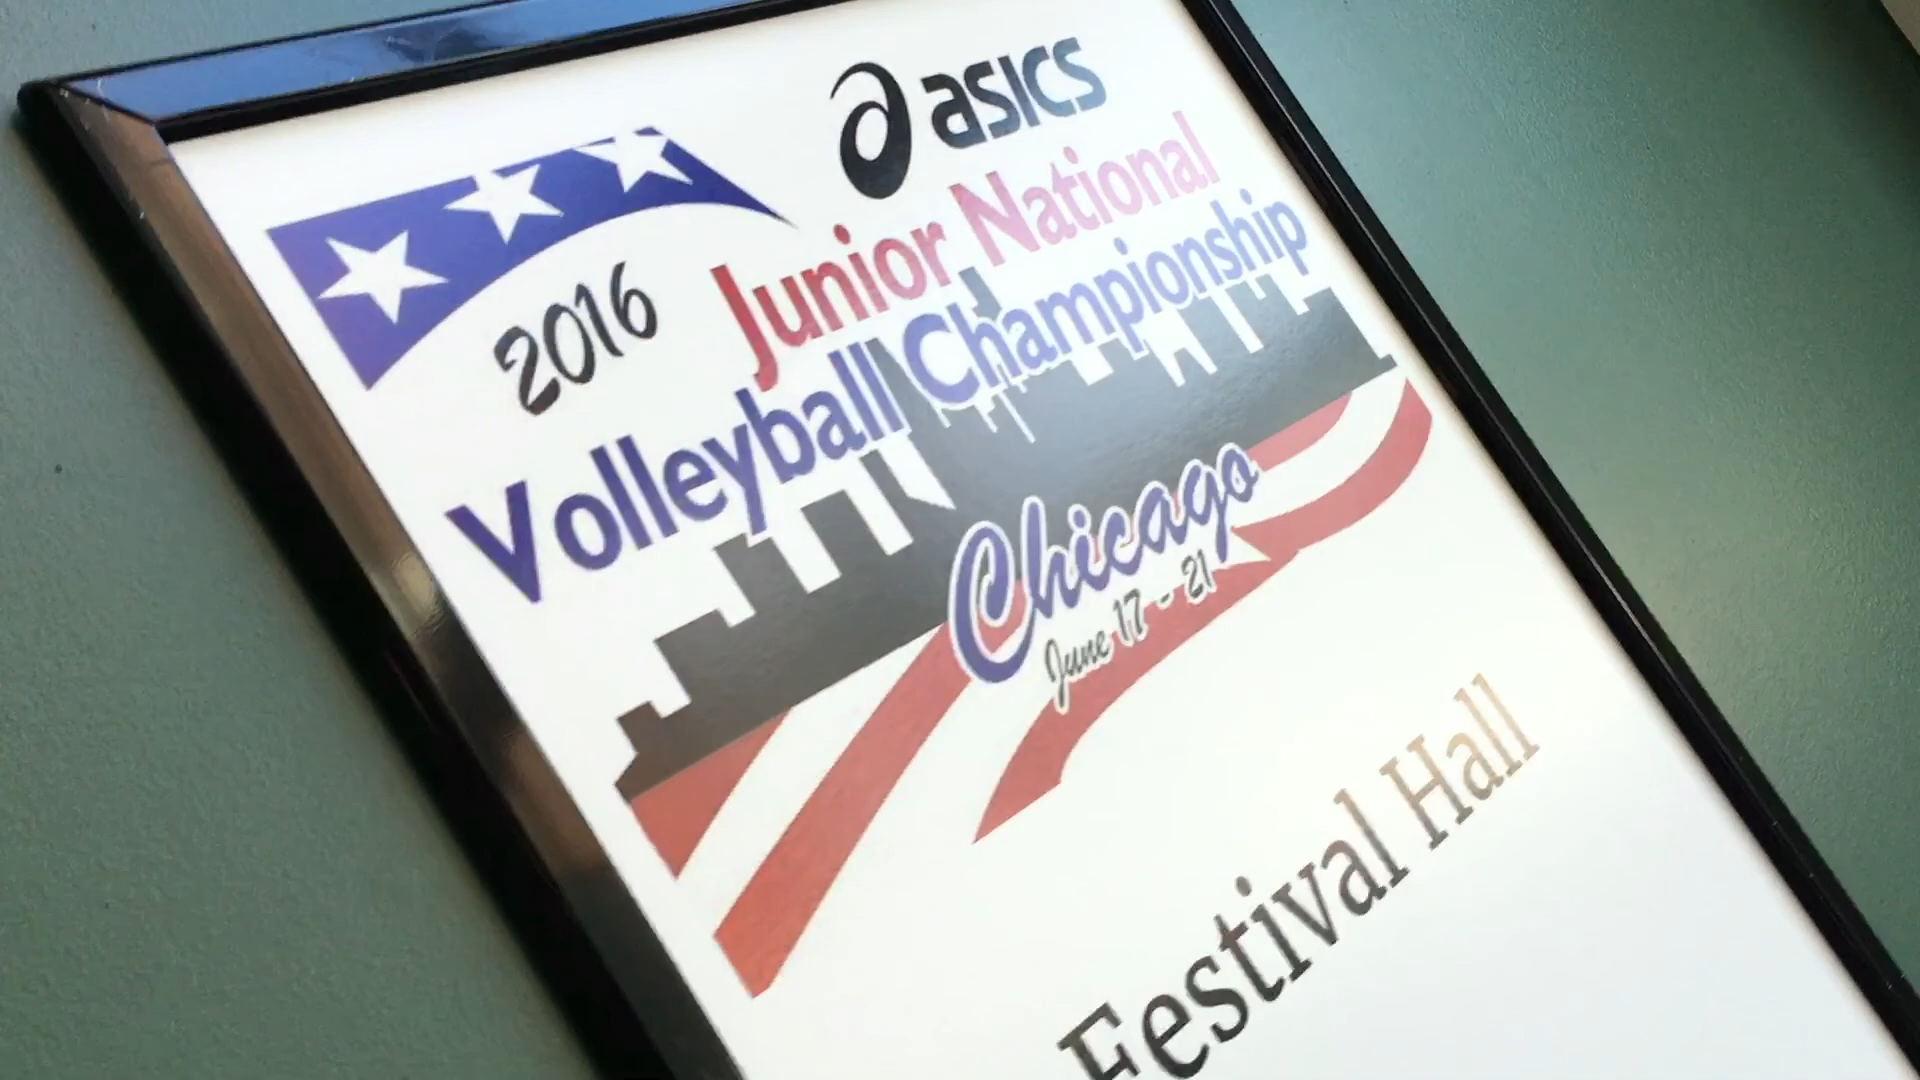 asics
2016 Junior National
Volleyball Championship
Chicago
June 17 - 21
Festival Hall